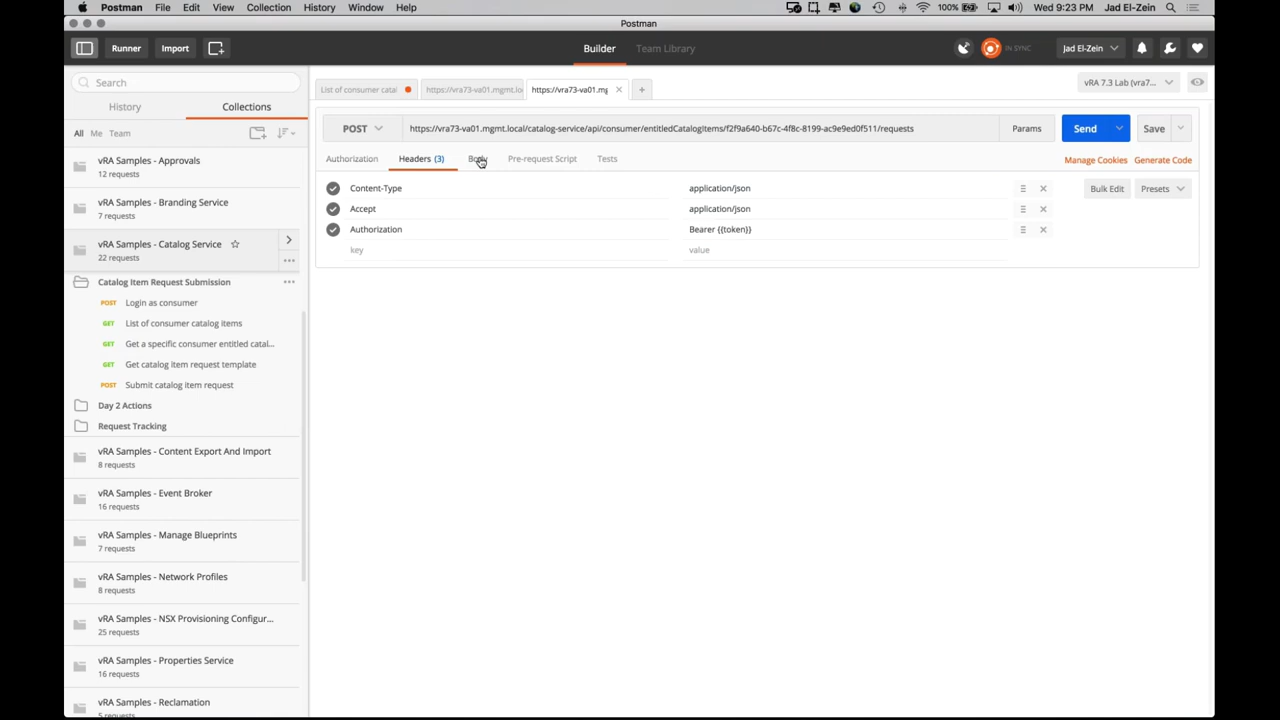 Postman File Edit View Collection History Window Help 100% Wed 9:23 PM Jad El-Zein
Postman
Runner Import Builder Team Library IN SYNC Jad El-Zein
Search
History Collections
All Me Team
vRA Samples - Approvals
12 requests
vRA Samples - Branding Service
7 requests
vRA Samples - Catalog Service
22 requests
Catalog Item Request Submission
POST Login as consumer
GET List of consumer catalog items
GET Get a specific consumer entitled catal...
GET Get catalog item request template
POST Submit catalog item request
Day 2 Actions
Request Tracking
vRA Samples - Content Export And Import
8 requests
vRA Samples - Event Broker
16 requests
vRA Samples - Manage Blueprints
7 requests
vRA Samples - Network Profiles
8 requests
vRA Samples - NSX Provisioning Configur...
25 requests
vRA Samples - Properties Service
16 requests
vRA Samples - Reclamation
5 requests
List of consumer catal https://vra73-va01.mgmt.loc https://vra73-va01.mg + vRA 7.3 Lab (vra7...
POST https://vra73-va01.mgmt.local/catalog-service/api/consumer/entitledCatalogItems/f2f9a640-b67c-4f8c-8199-ac9e9ed0f511/requests Params Send Save
Authorization Headers (3) Body Pre-request Script Tests Manage Cookies Generate Code
Content-Type application/json Bulk Edit Presets
Accept application/json
Authorization Bearer {{token}}
key value